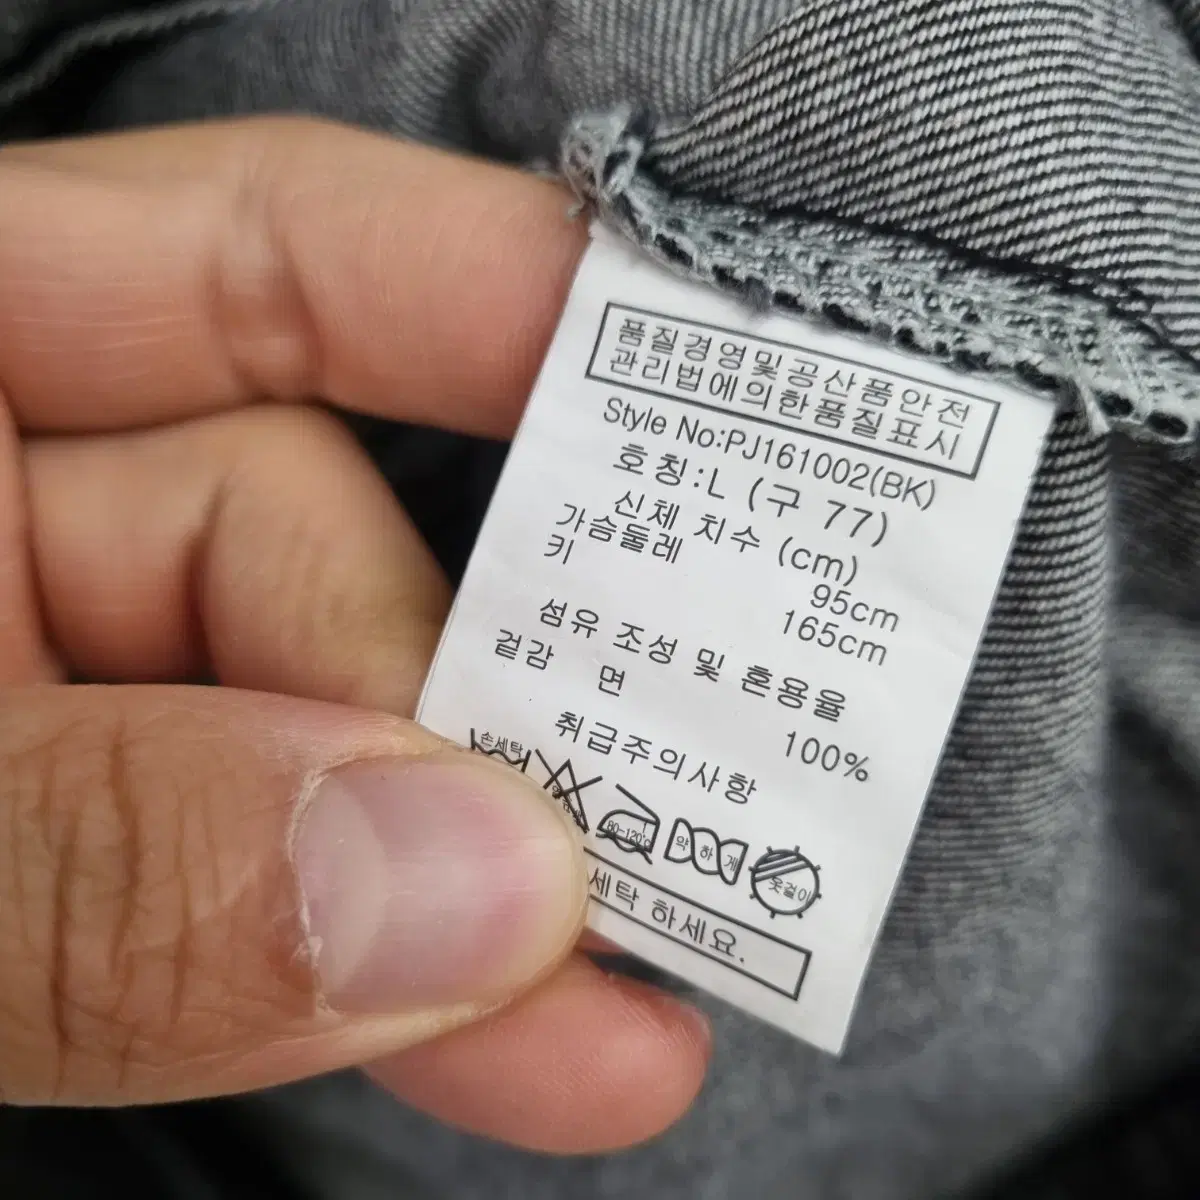 품질경영및공산품안전
관리법에의한품질표시
Style No:PJ161002(BK)
호칭:L (구 77)
신체 치수 (cm)
가슴둘레 95cm
키 165cm
섬유 조성 및 혼용율
겉감 면 100%
취급주의사항
손세탁
80-120℃
약하게
옷걸이
세탁 하세요.